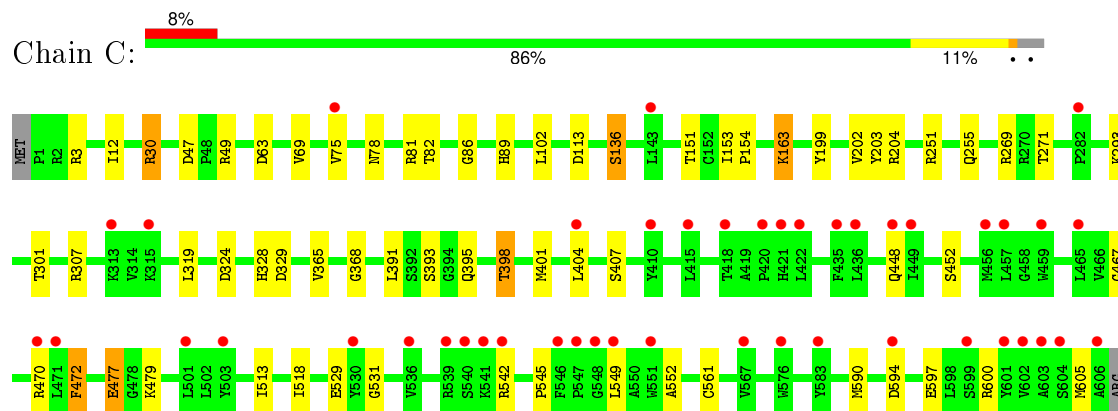 8%
Chain C:
86% 11% • •
MET P1 R2 R3 I12 R30 D47 P48 R49 D63 V69 V75 N78 R81 T82 G86 H89 L102 D113 S136 L143 T151 C152 I153 P154 K163 Y199 V202 Y203 R204 R251 Q255 R269 R270 T271 P282 K293
T301 R307 K313 V314 K315 L319 D324 H328 D329 V365 G368 L391 S392 S393 G394 Q395 T398 M401 L404 S407 Y410 L415 T418 A419 P420 H421 L422 F435 L436 Q448 I449 S452 M456 L457 G458 W459 L465 V466 C467
R470 L471 F472 E477 G478 K479 L501 L502 Y503 I513 I518 E529 Y530 G531 V536 R539 S540 K541 R542 P545 F546 P547 G548 L549 A550 W551 A552 C561 V567 W576 Y583 M590 D594 E597 L598 S599 R600 Y601 V602 A603 S604 M605 A606